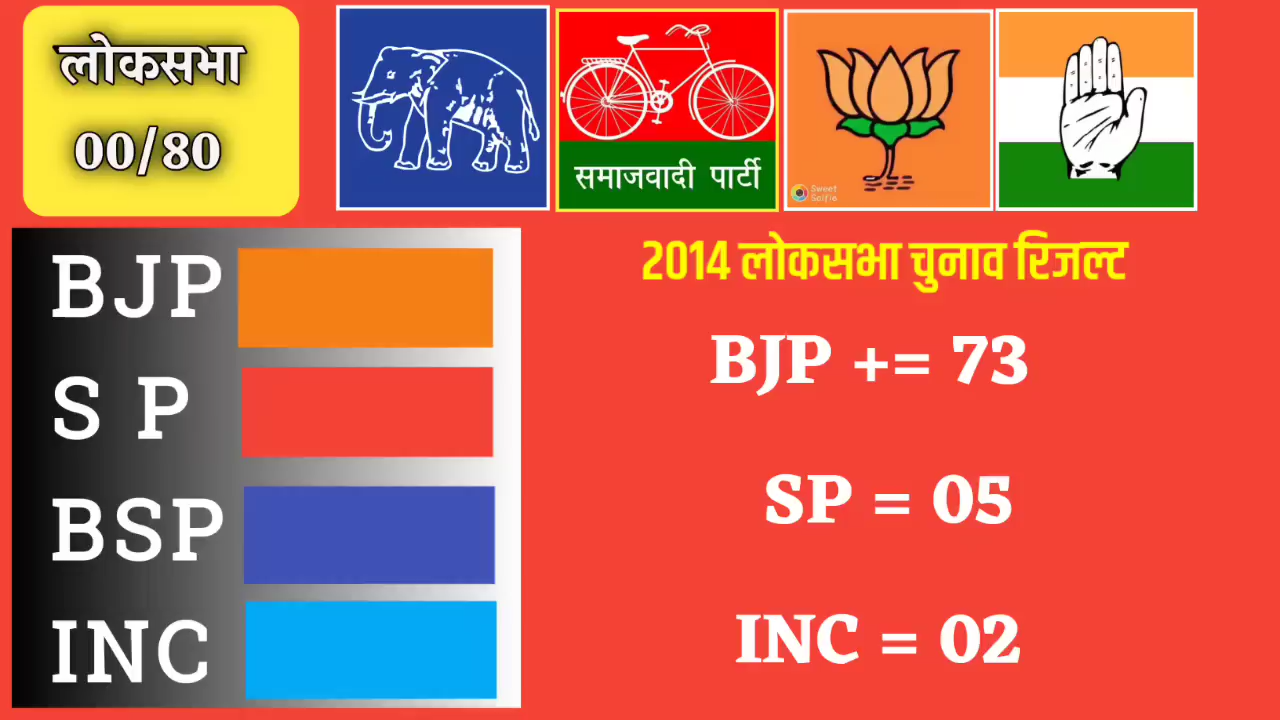 लोकसभा
00/80
समाजवादी पार्टी
Sweet
Selfie
2014 लोकसभा चुनाव रिजल्ट
BJP += 73
SP = 05
INC = 02
BJP
S P
BSP
INC